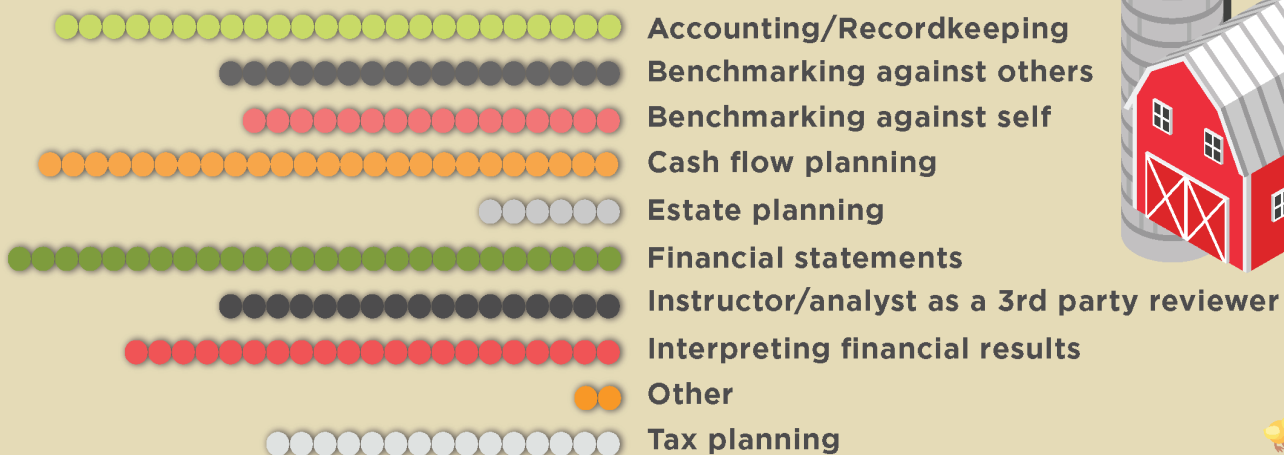 Accounting/Recordkeeping
Benchmarking against others
Benchmarking against self
Cash flow planning
Estate planning
Financial statements
Instructor/analyst as a 3rd party reviewer
Interpreting financial results
Other
Tax planning